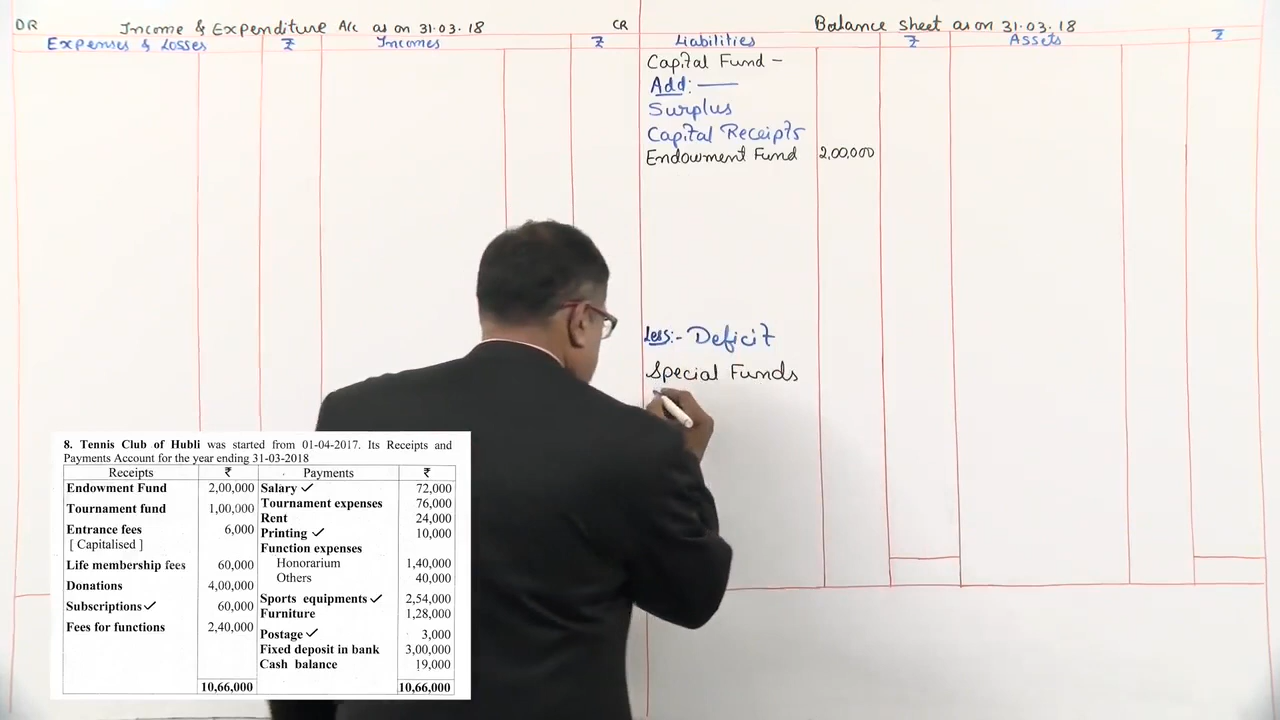 DR Income & Expenditure A/c as on 31.03.18 CR
Expenses & Losses ₹ Incomes ₹
Balance Sheet as on 31.03.18
Liabilities ₹ Assets ₹
Capital Fund -
Add: —
Surplus
Capital Receipts
Endowment Fund 2,00,000
Less:- Deficit
Special Funds
8. Tennis Club of Hubli was started from 01-04-2017. Its Receipts and
Payments Account for the year ending 31-03-2018
Receipts ₹ Payments ₹
Endowment Fund 2,00,000 Salary ✓ 72,000
Tournament fund 1,00,000 Tournament expenses 76,000
Rent 24,000
Entrance fees 6,000 Printing ✓ 10,000
[ Capitalised ] Function expenses
Life membership fees 60,000 Honorarium 1,40,000
Donations 4,00,000 Others 40,000
Subscriptions ✓ 60,000 Sports equipments ✓ 2,54,000
Furniture 1,28,000
Fees for functions 2,40,000 Postage ✓ 3,000
Fixed deposit in bank 3,00,000
Cash balance 19,000
10,66,000 10,66,000